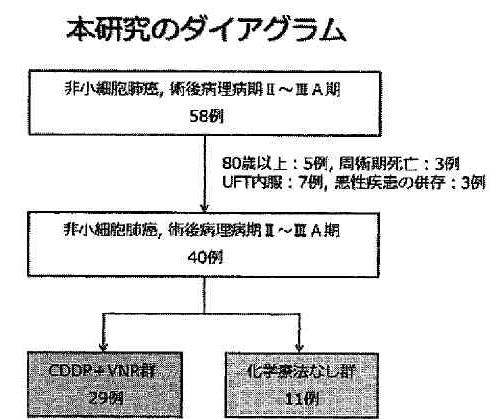 本研究のダイアグラム
非小細胞肺癌, 術後病理病期Ⅱ～ⅢA期
58例
80歳以上：5例, 周術期死亡：3例
UFT内服：7例, 悪性疾患の併存：3例
非小細胞肺癌, 術後病理病期Ⅱ～ⅢA期
40例
CDDP＋VNR群
29例
化学療法なし群
11例